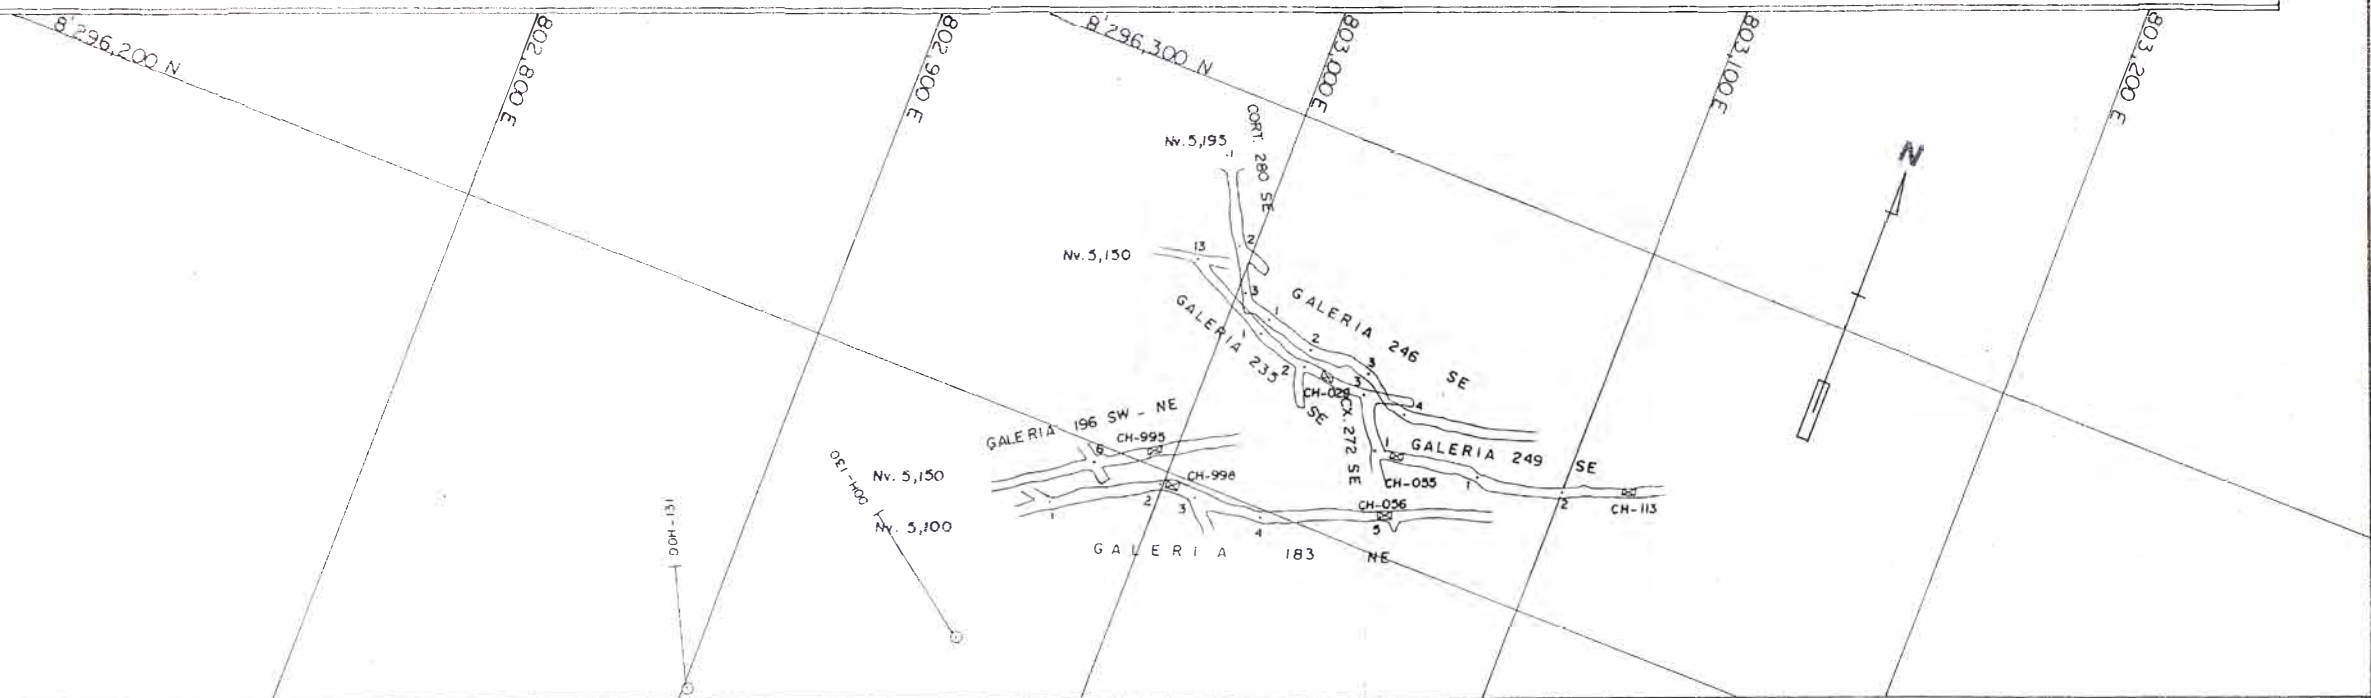 8'296,200 N
802,800 E
802,900 E
8'296,300 N
803,000 E
803,100 E
803,200 E
N
Nv. 5,195
CORT. 280 SE
1
2
Nv. 5,150
13
3
GALERIA 246 SE
1
2
3
4
GALERIA 235 SE
1
2
3
CH-029
CX. 272 SE
1
GALERIA 249 SE
CH-055
1
2
CH-113
GALERIA 196 SW - NE
6
CH-995
Nv. 5,150
CH-998
Nv. 5,100
1
2
3
4
CH-056
5
GALERIA 183 NE
DDH-130
DDH-131